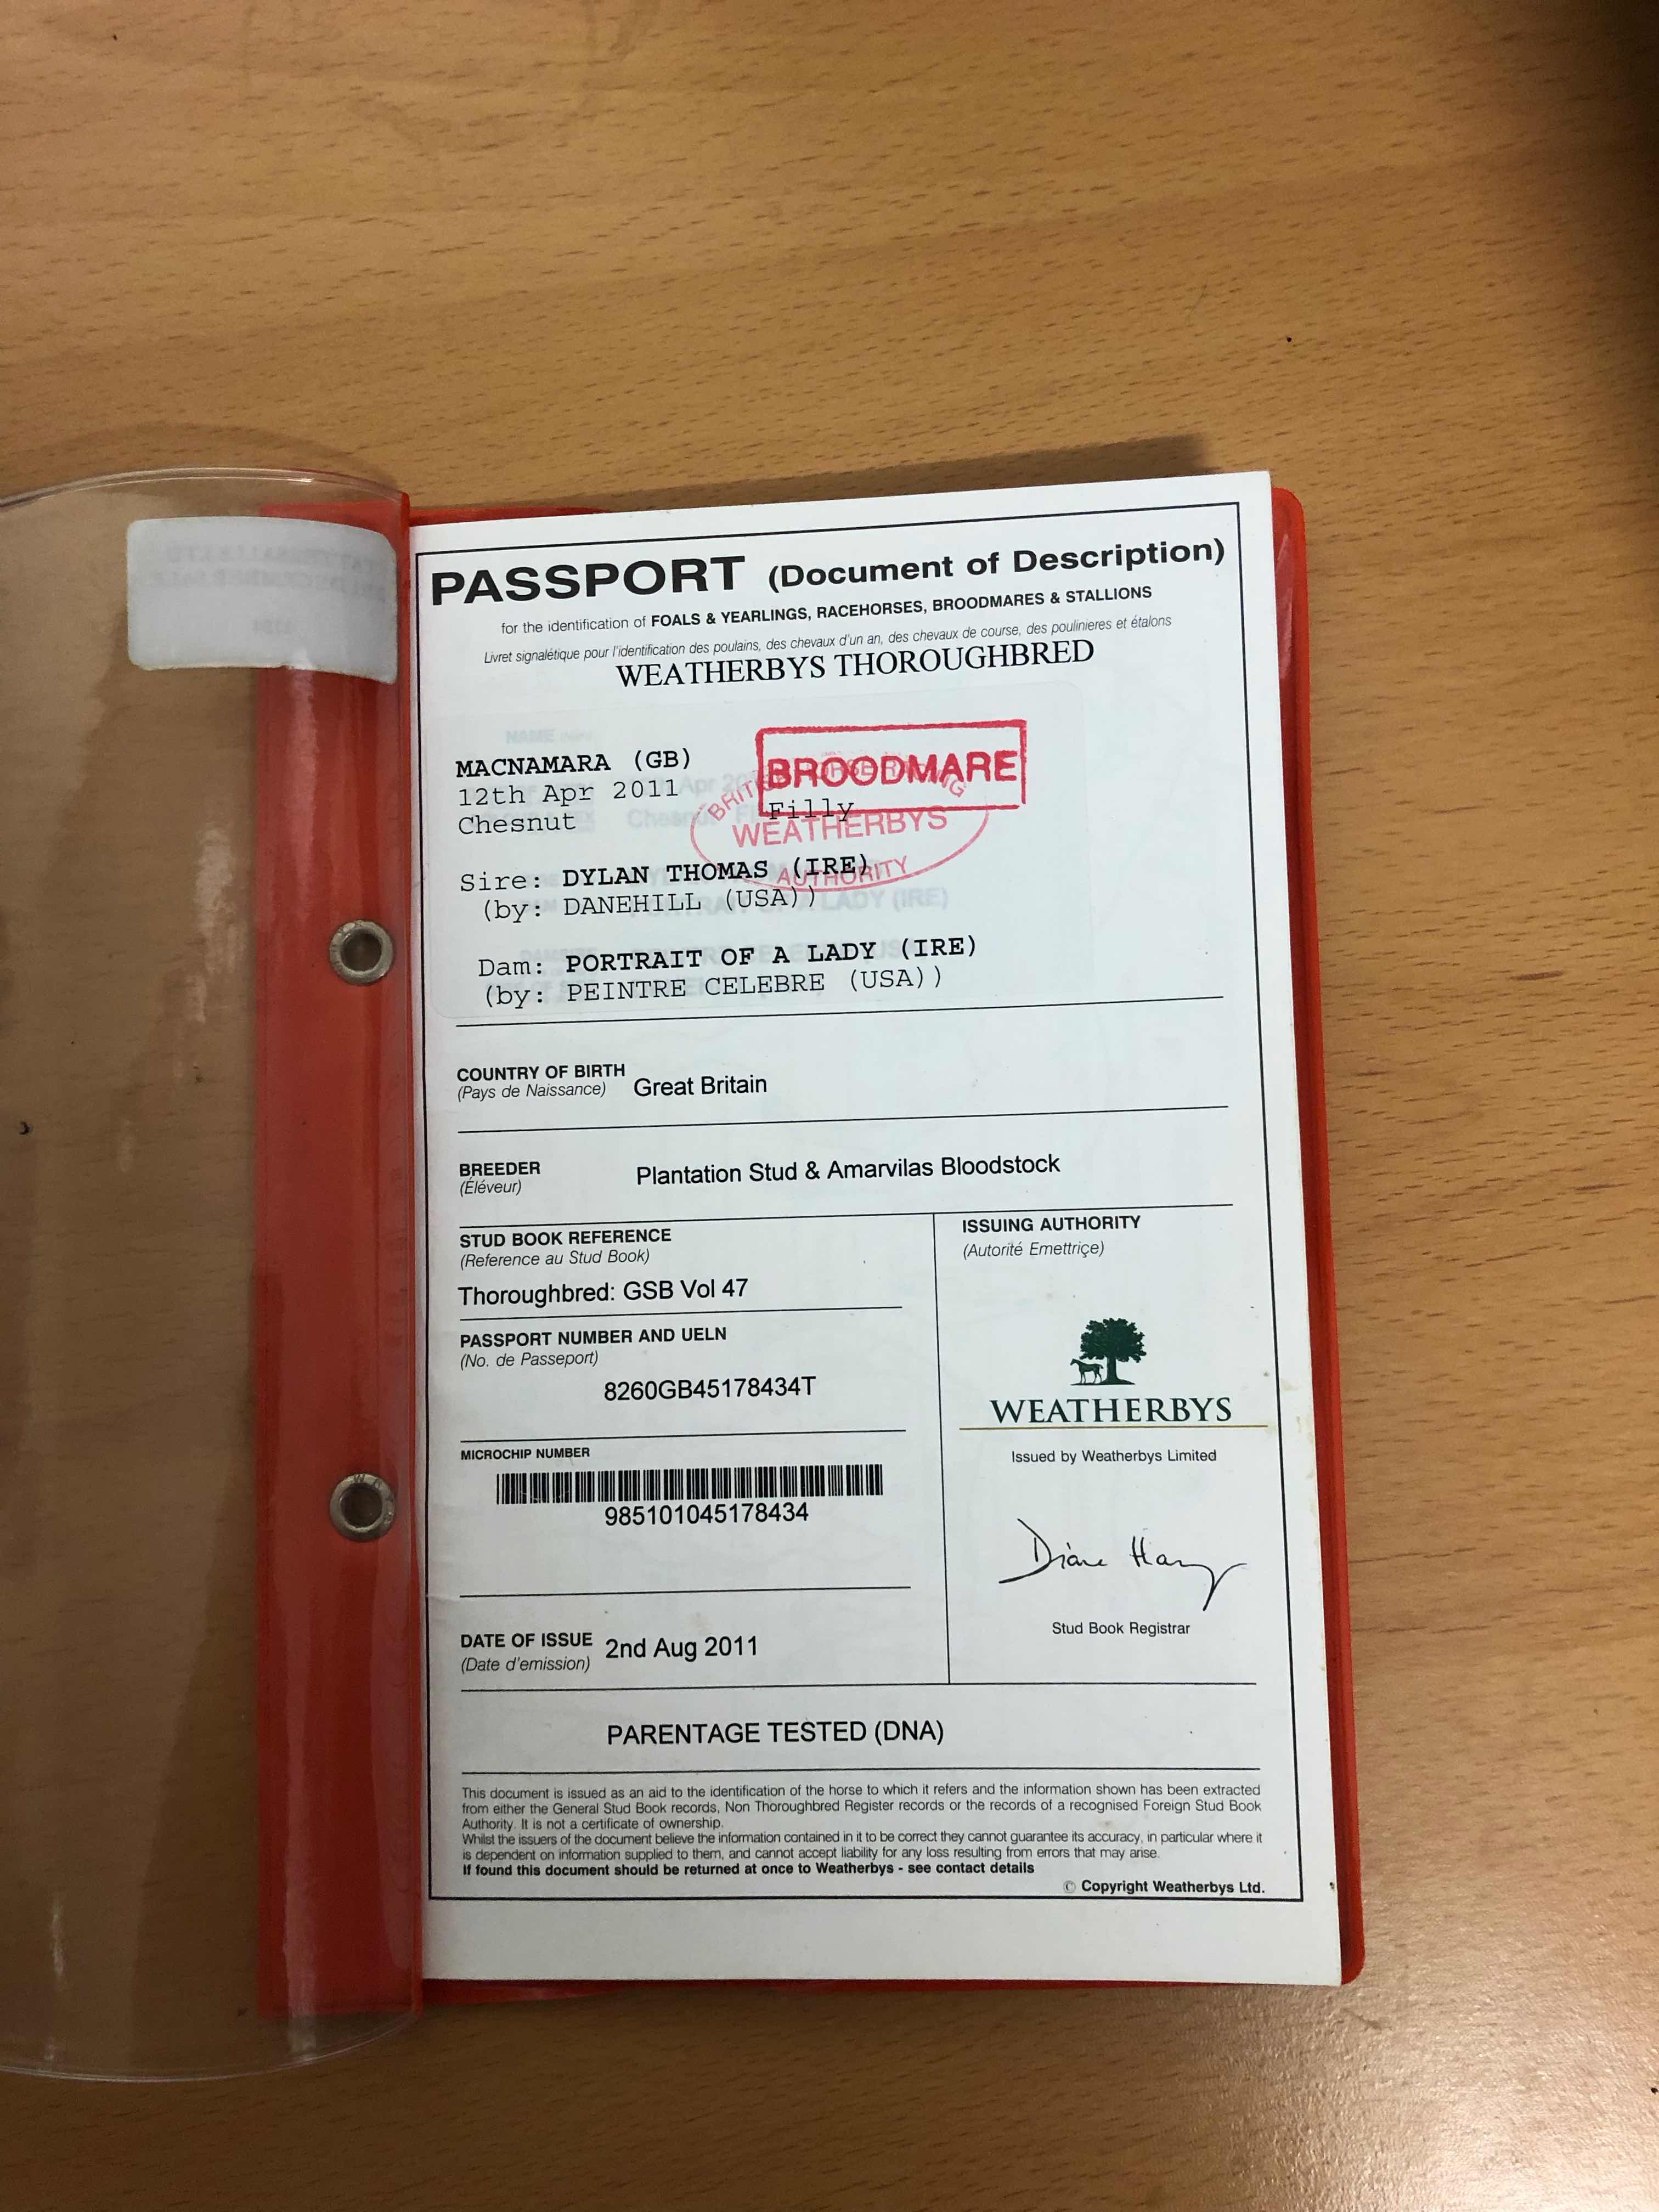 PASSPORT (Document of Description)
for the identification of FOALS & YEARLINGS, RACEHORSES, BROODMARES & STALLIONS
Livret signalétique pour l'identification des poulains, des chevaux d'un an, des chevaux de course, des poulinieres et étalons
WEATHERBYS THOROUGHBRED
MACNAMARA (GB)
BROODMARE
12th Apr 2011
Chesnut
Filly
WEATHERBYS
AUTHORITY
Sire: DYLAN THOMAS (IRE)
(by: DANEHILL (USA))
Dam: PORTRAIT OF A LADY (IRE)
(by: PEINTRE CELEBRE (USA))
COUNTRY OF BIRTH
(Pays de Naissance)
Great Britain
BREEDER
(Éléveur)
Plantation Stud & Amarvilas Bloodstock
STUD BOOK REFERENCE
(Reference au Stud Book)
Thoroughbred: GSB Vol 47
PASSPORT NUMBER AND UELN
(No. de Passeport)
8260GB45178434T
MICROCHIP NUMBER
985101045178434
DATE OF ISSUE
(Date d'emission)
2nd Aug 2011
ISSUING AUTHORITY
(Autorité Emettriçe)
WEATHERBYS
Issued by Weatherbys Limited
Stud Book Registrar
PARENTAGE TESTED (DNA)
This document is issued as an aid to the identification of the horse to which it refers and the information shown has been extracted
from either the General Stud Book records, Non Thoroughbred Register records or the records of a recognised Foreign Stud Book
Authority. It is not a certificate of ownership.
Whilst the issuers of the document believe the information contained in it to be correct they cannot guarantee its accuracy, in particular where it
is dependent on information supplied to them, and cannot accept liability for any loss resulting from errors that may arise.
If found this document should be returned at once to Weatherbys - see contact details
© Copyright Weatherbys Ltd.